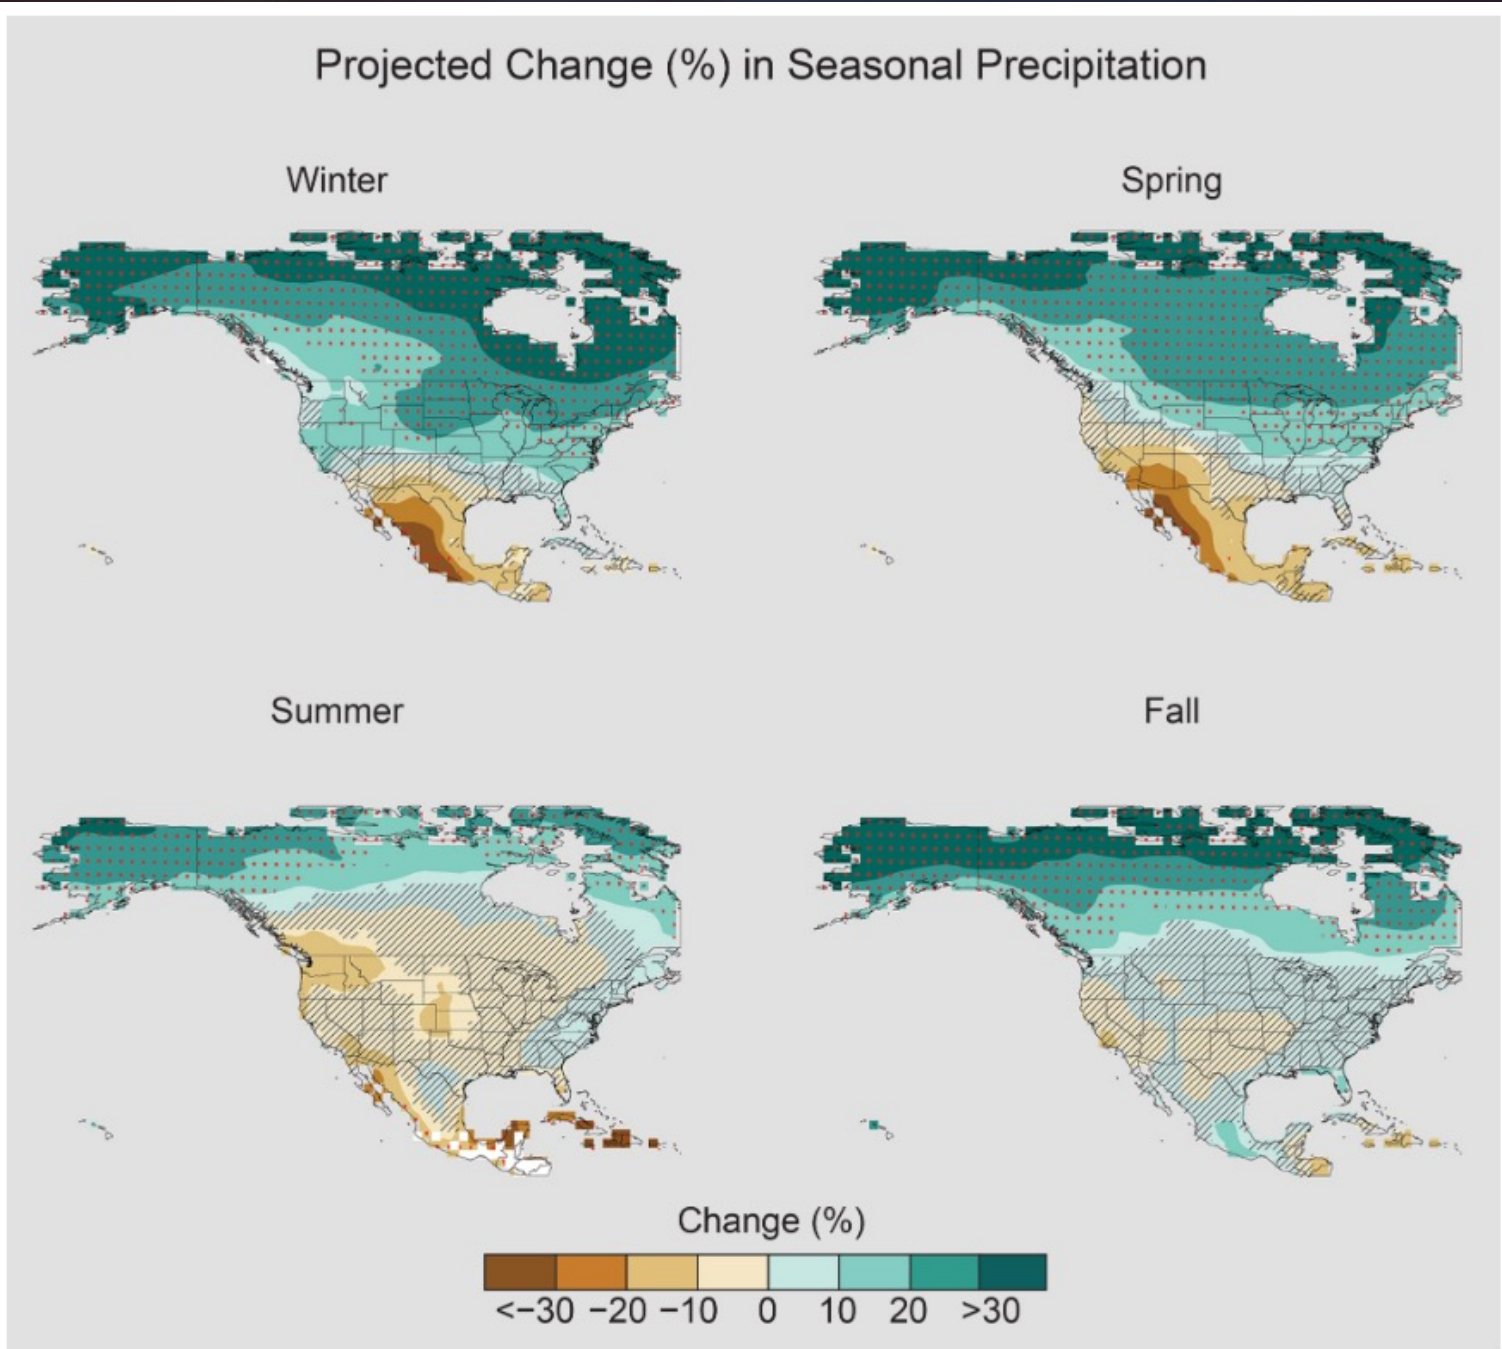 Projected Change (%) in Seasonal Precipitation
Winter
Spring
Summer
Fall
Change (%)
<−30 −20 −10 0 10 20 >30